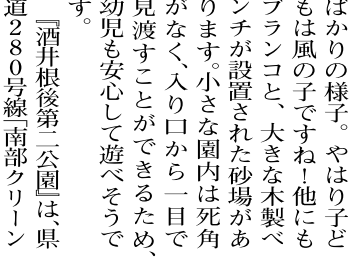 ばかりの様子。やはり子ど
もは風の子ですね！他にも
ブランコと、大きな木製ベ
ンチが設置された砂場があ
ります。小さな園内は死角
がなく、入り口から一目で
見渡すことができるため、
幼児も安心して遊べそうで
す。
『酒井根後第二公園』は、県
道２８０号線「南部クリーン